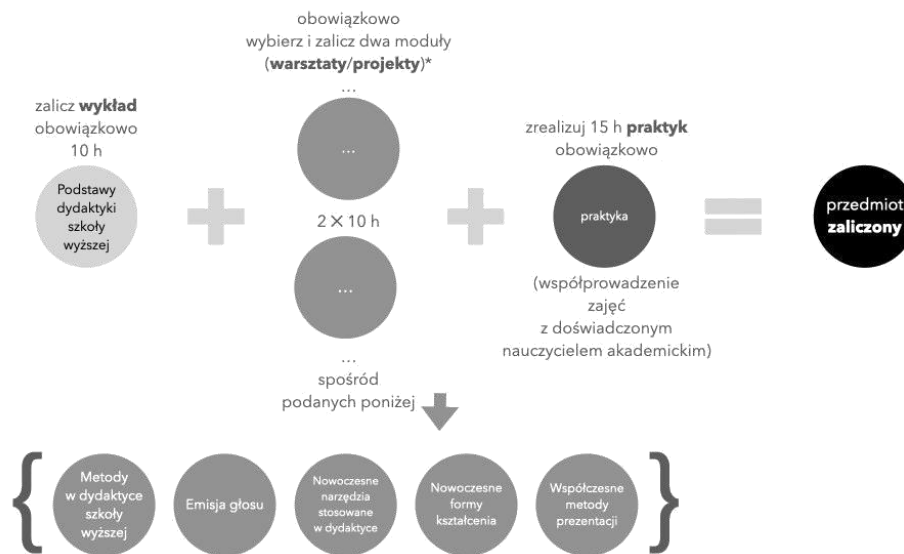 zalicz wykład
obowiązkowo
10 h
Podstawy
dydaktyki
szkoły
wyższej
obowiązkowo
wybierz i zalicz dwa moduły
(warsztaty/projekty)*
...
...
2 × 10 h
...
...
spośród
podanych poniżej
zrealizuj 15 h praktyk
obowiązkowo
praktyka
(współprowadzenie
zajęć
z doświadczonym
nauczycielem akademickim)
przedmiot
zaliczony
Metody
w dydaktyce
szkoły
wyższej
Emisja głosu
Nowoczesne
narzędzia
stosowane
w dydaktyce
Nowoczesne
formy
kształcenia
Współczesne
metody
prezentacji